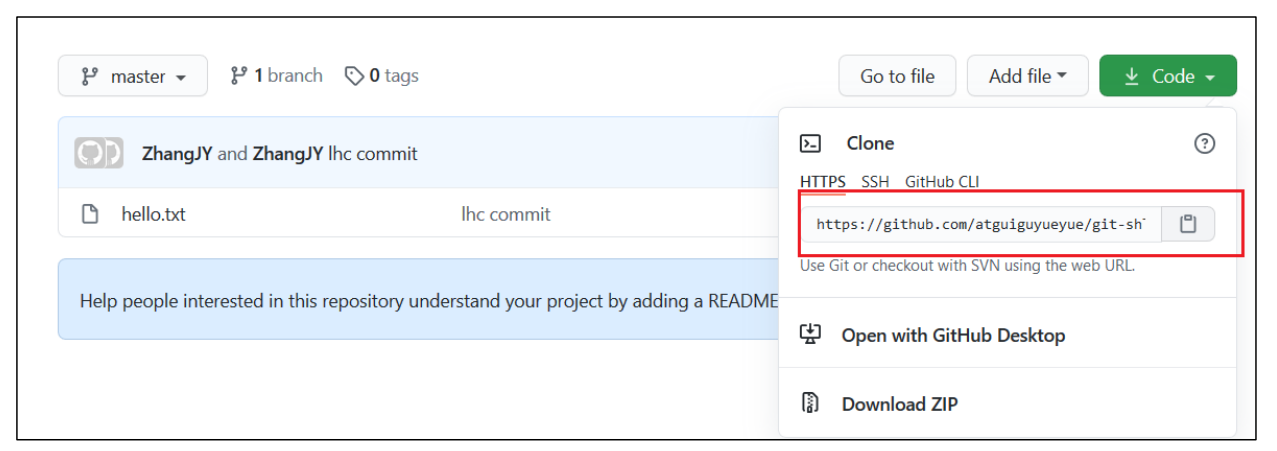 master 1 branch 0 tags Go to file Add file Code
ZhangJY and ZhangJY lhc commit
hello.txt lhc commit
Help people interested in this repository understand your project by adding a README
Clone
HTTPS SSH GitHub CLI
https://github.com/atguiguyueyue/git-sh
Use Git or checkout with SVN using the web URL.
Open with GitHub Desktop
Download ZIP